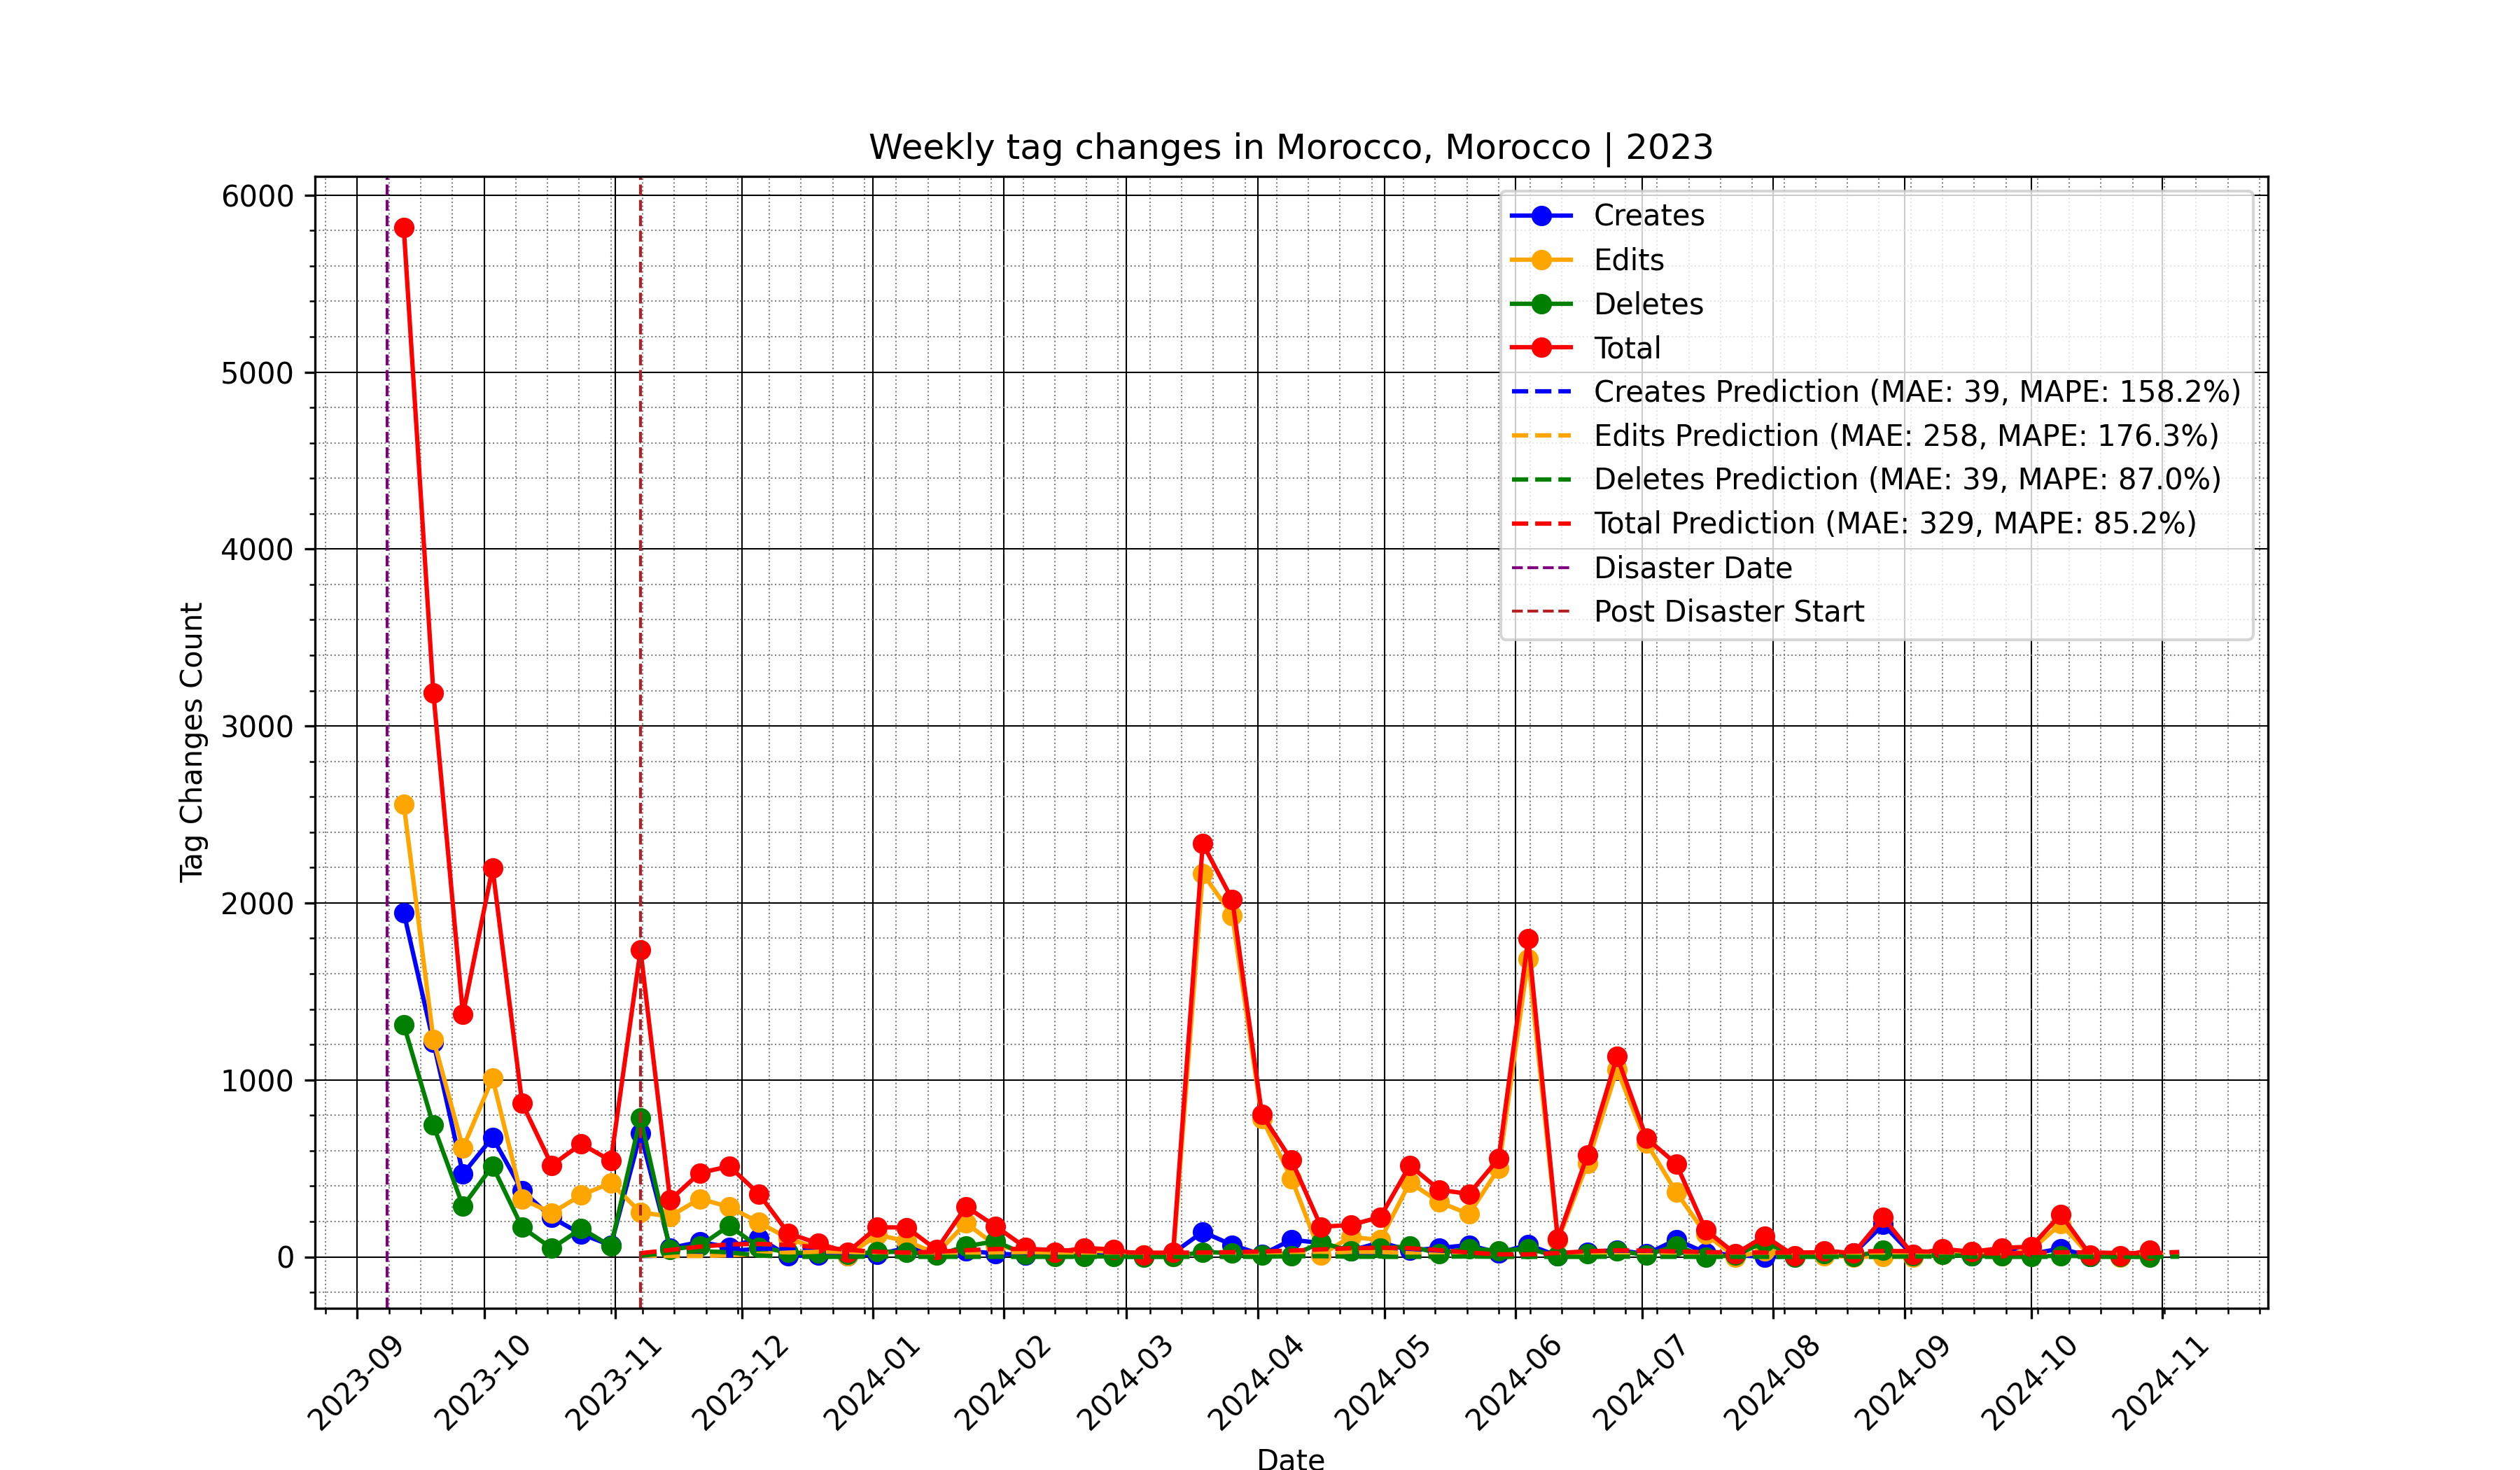 Weekly tag changes in Morocco, Morocco | 2023
6000
5000
4000
3000
2000
1000
0
Tag Changes Count
Creates
Edits
Deletes
Total
Creates Prediction (MAE: 39, MAPE: 158.2%)
Edits Prediction (MAE: 258, MAPE: 176.3%)
Deletes Prediction (MAE: 39, MAPE: 87.0%)
Total Prediction (MAE: 329, MAPE: 85.2%)
Disaster Date
Post Disaster Start
2023-09
2023-10
2023-11
2023-12
2024-01
2024-02
2024-03
2024-04
2024-05
2024-06
2024-07
2024-08
2024-09
2024-10
2024-11
Date